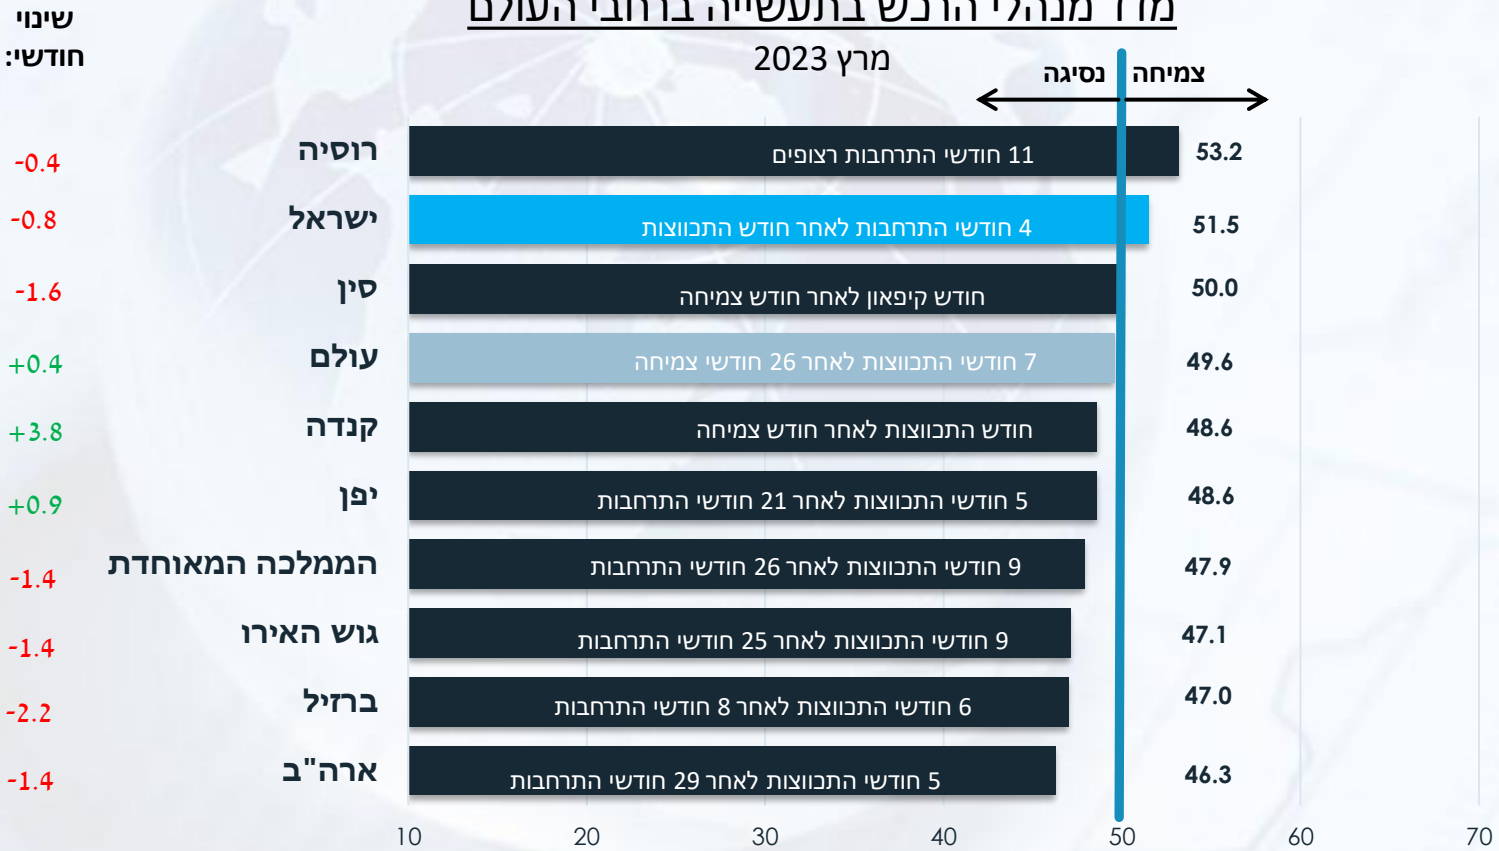 מדד מנהלי הרכש בתעשייה ברחבי העולם
מרץ 2023
שינוי
חודשי:
צמיחה
נסיגה
רוסיה
11 חודשי התרחבות רצופים
53.2
-0.4
ישראל
4 חודשי התרחבות לאחר חודש התכווצות
51.5
-0.8
סין
חודש קיפאון לאחר חודש צמיחה
50.0
-1.6
עולם
7 חודשי התכווצות לאחר 26 חודשי צמיחה
49.6
+0.4
קנדה
חודש התכווצות לאחר חודש צמיחה
48.6
+3.8
יפן
5 חודשי התכווצות לאחר 21 חודשי התרחבות
48.6
+0.9
הממלכה המאוחדת
9 חודשי התכווצות לאחר 26 חודשי התרחבות
47.9
-1.4
גוש האירו
9 חודשי התכווצות לאחר 25 חודשי התרחבות
47.1
-1.4
ברזיל
6 חודשי התכווצות לאחר 8 חודשי התרחבות
47.0
-2.2
ארה"ב
5 חודשי התכווצות לאחר 29 חודשי התרחבות
46.3
-1.4
10 20 30 40 50 60 70